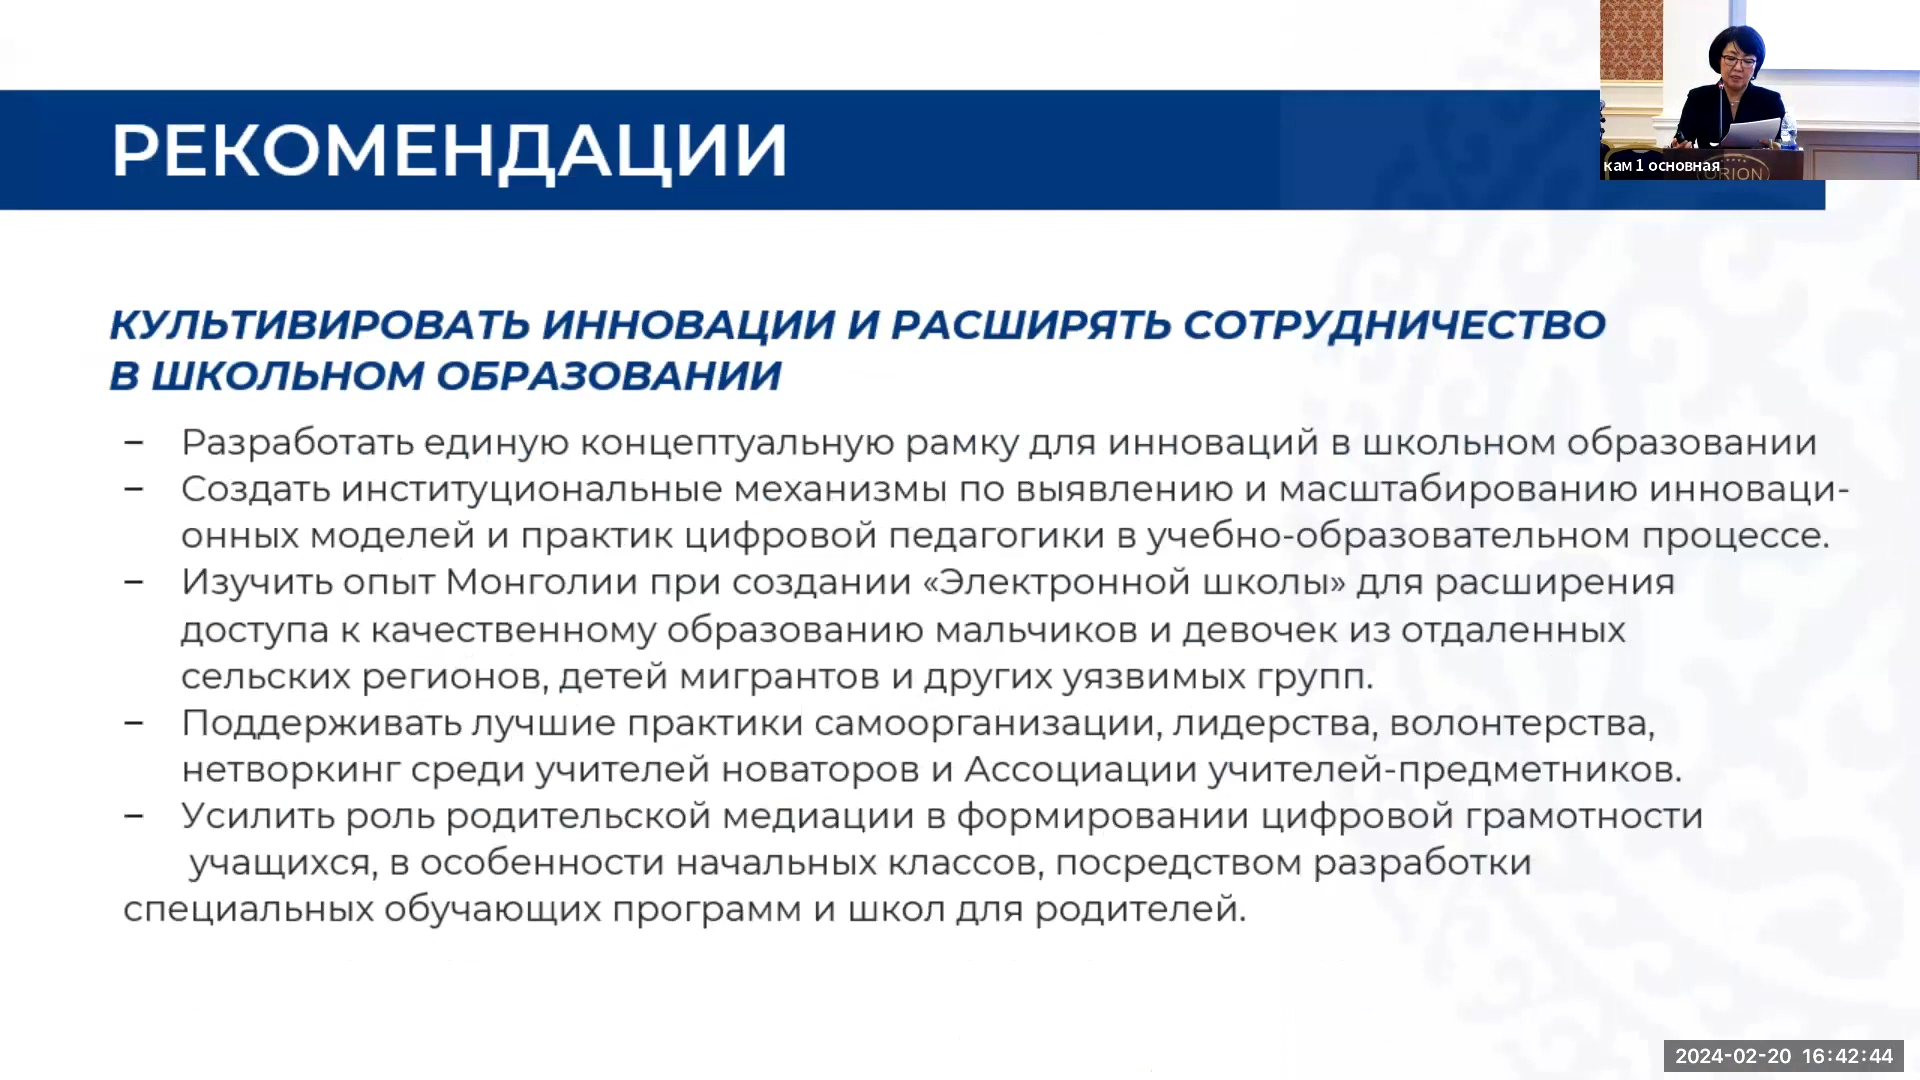 РЕКОМЕНДАЦИИ
кам 1 основная
ORION
КУЛЬТИВИРОВАТЬ ИННОВАЦИИ И РАСШИРЯТЬ СОТРУДНИЧЕСТВО
В ШКОЛЬНОМ ОБРАЗОВАНИИ
– Разработать единую концептуальную рамку для инноваций в школьном образовании
– Создать институциональные механизмы по выявлению и масштабированию инноваци-
онных моделей и практик цифровой педагогики в учебно-образовательном процессе.
– Изучить опыт Монголии при создании «Электронной школы» для расширения
доступа к качественному образованию мальчиков и девочек из отдаленных
сельских регионов, детей мигрантов и других уязвимых групп.
– Поддерживать лучшие практики самоорганизации, лидерства, волонтерства,
нетворкинг среди учителей новаторов и Ассоциации учителей-предметников.
– Усилить роль родительской медиации в формировании цифровой грамотности
учащихся, в особенности начальных классов, посредством разработки
специальных обучающих программ и школ для родителей.
2024-02-20 16:42:44